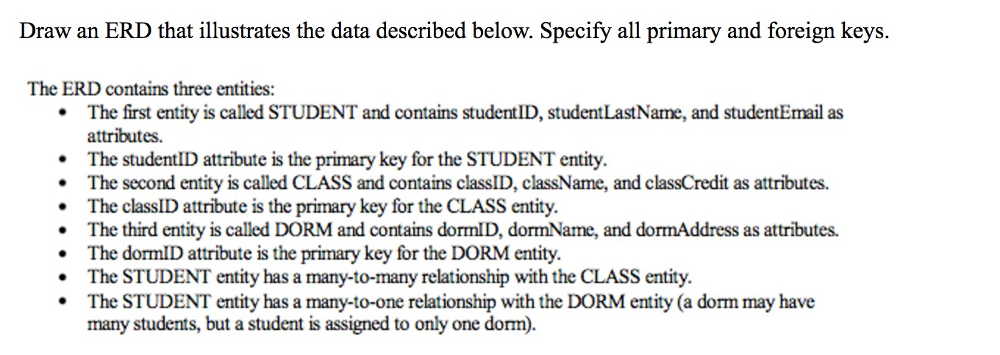 Draw an ERD that illustrates the data described below. Specify all primary and foreign keys.
The ERD contains three entities:
• The first entity is called STUDENT and contains studentID, studentLastName, and studentEmail as
attributes.
• The studentID attribute is the primary key for the STUDENT entity.
• The second entity is called CLASS and contains classID, className, and classCredit as attributes.
• The classID attribute is the primary key for the CLASS entity.
• The third entity is called DORM and contains dormID, dormName, and dormAddress as attributes.
• The dormID attribute is the primary key for the DORM entity.
• The STUDENT entity has a many-to-many relationship with the CLASS entity.
• The STUDENT entity has a many-to-one relationship with the DORM entity (a dorm may have
many students, but a student is assigned to only one dorm).